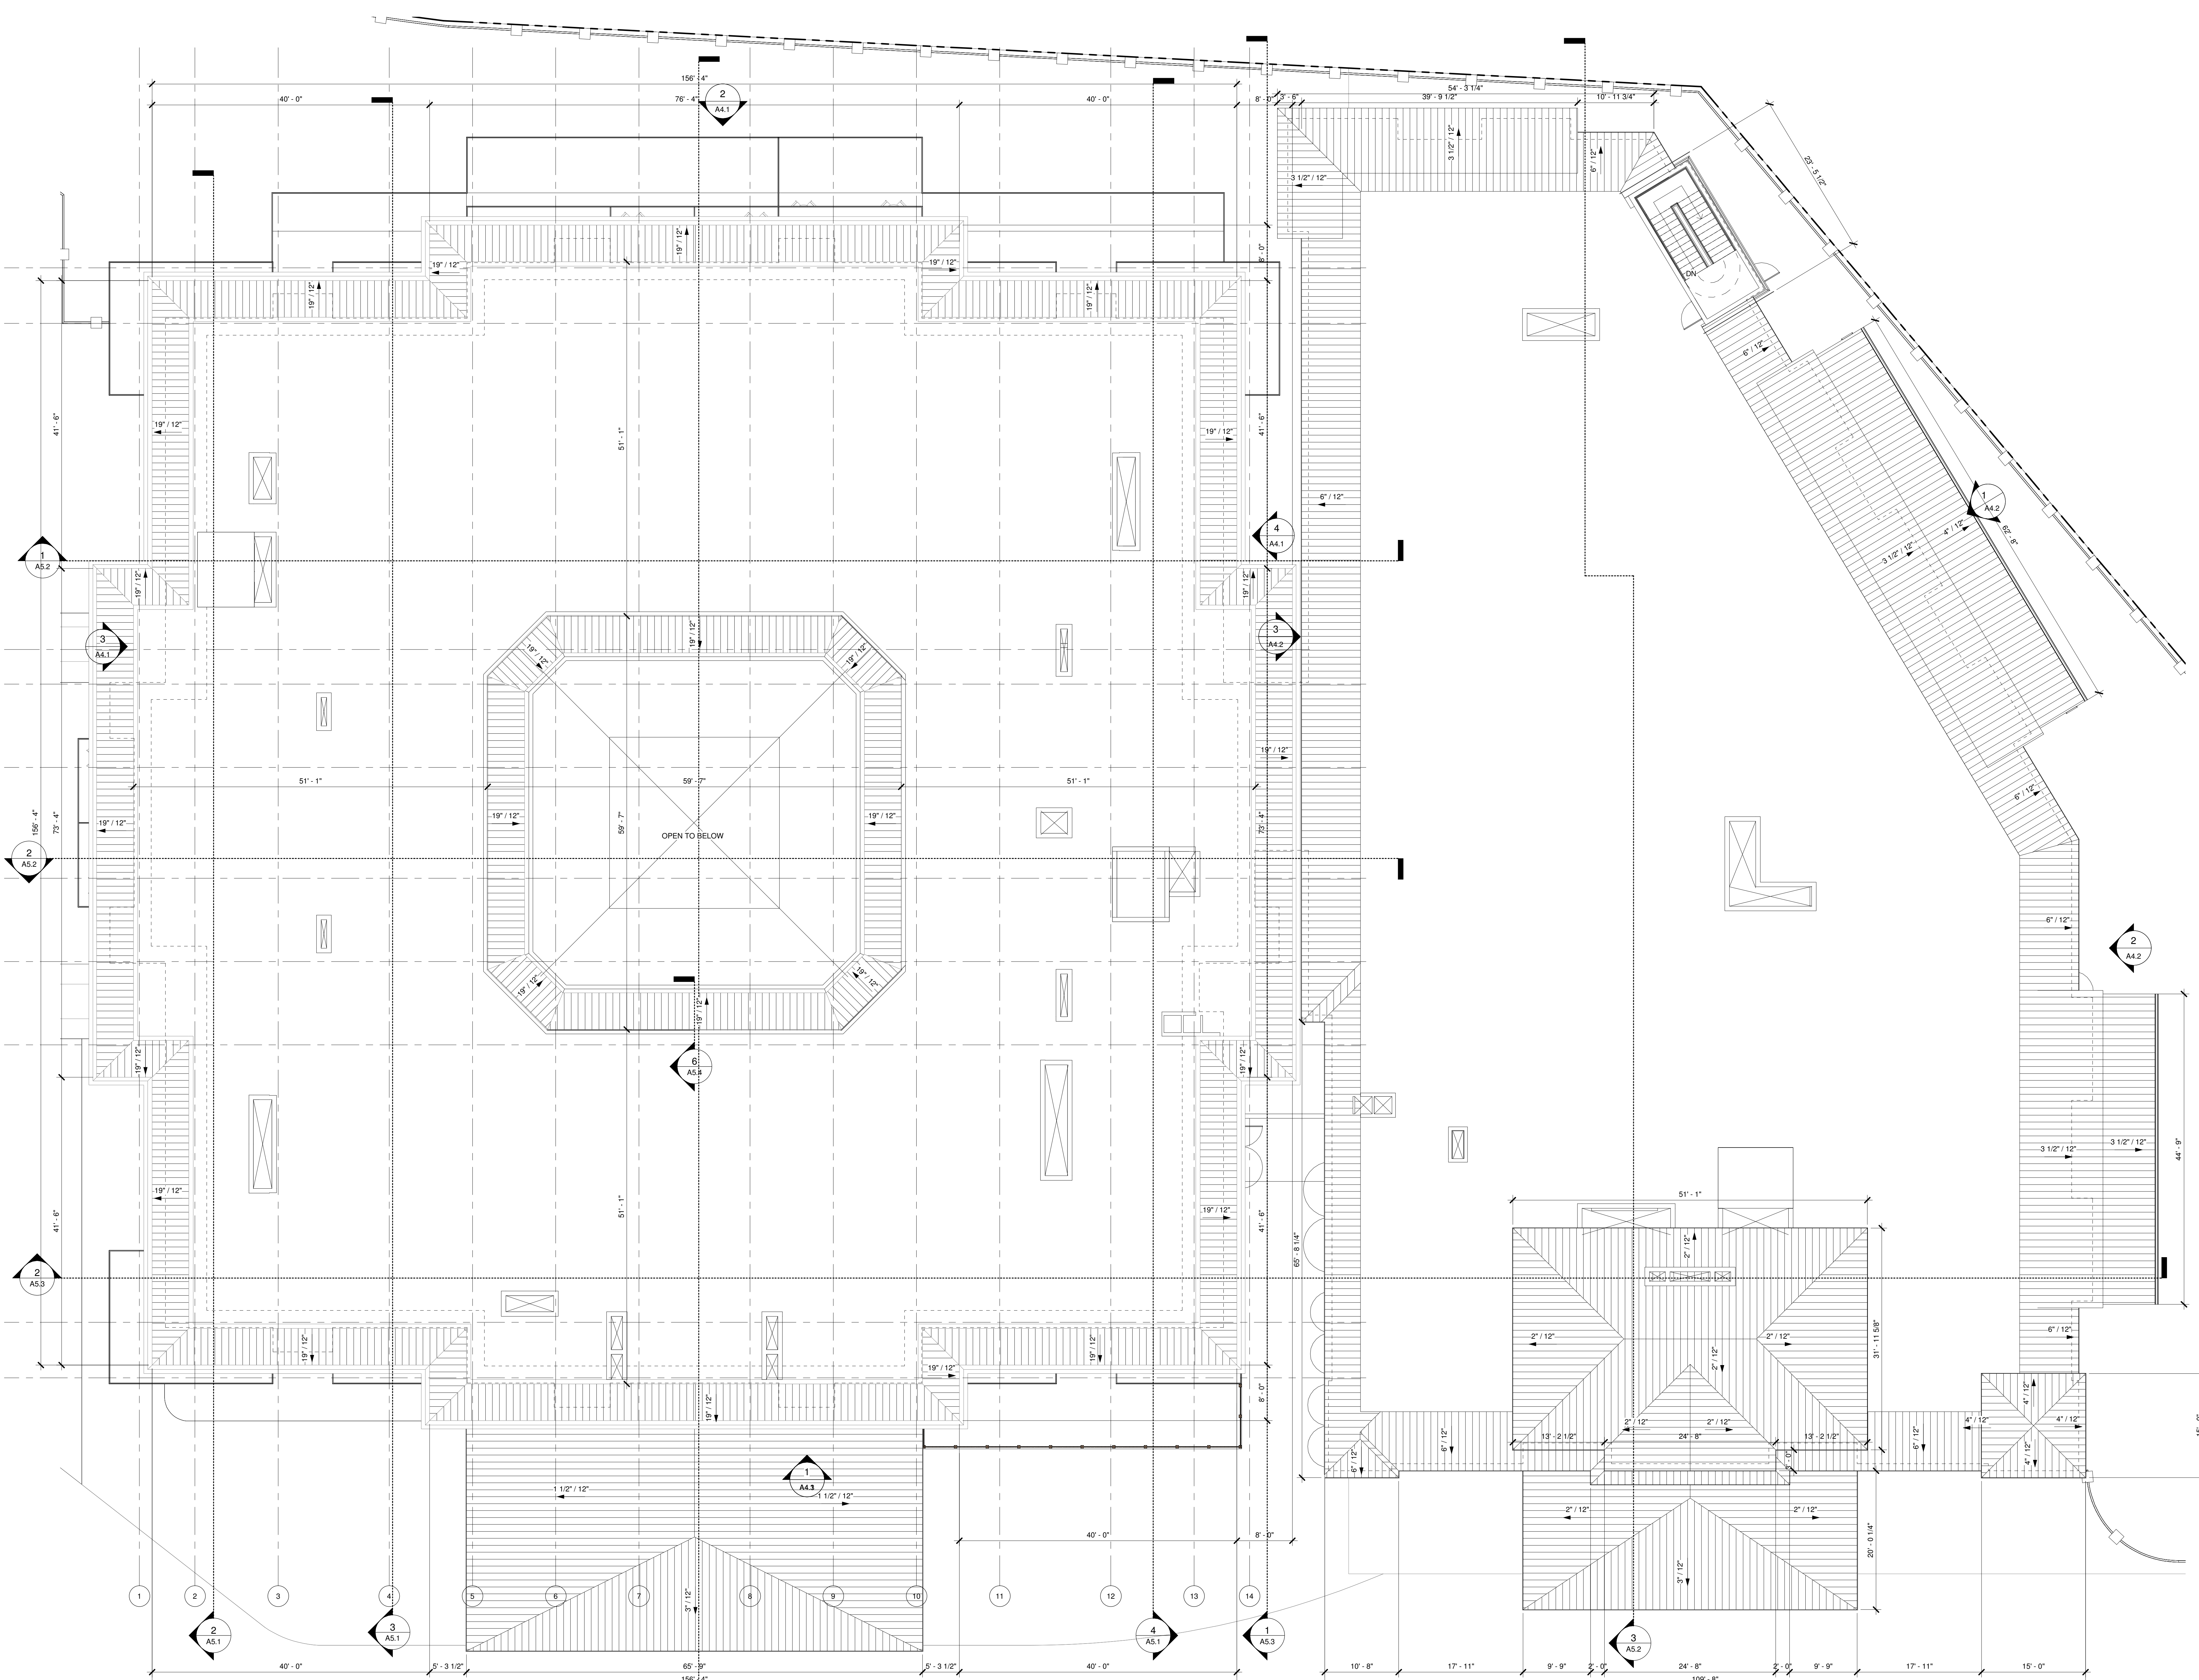 156' - 4"
40' - 0"
76' - 4"
2
A4.1
40' - 0"
8' - 0"
3' - 6"
54' - 3 1/4"
39' - 9 1/2"
10' - 11 3/4"
23' - 5 1/2"
3 1/2" / 12"
6" / 12"
3 1/2" / 12"
19" / 12"
19" / 12"
19" / 12"
8' - 0"
DN
19" / 12"
19" / 12"
6" / 12"
41' - 6"
19" / 12"
51' - 1"
19" / 12"
41' - 6"
6" / 12"
1
A4.2
62' - 8"
4" / 12"
3 1/2" / 12"
4
A4.1
1
A5.2
19" / 12"
19" / 12"
3
A4.1
19" / 12"
19" / 12"
19" / 12"
3
A4.2
19" / 12"
51' - 1"
59' - 7"
51' - 1"
6" / 12"
156' - 4"
73' - 4"
19" / 12"
19" / 12"
59' - 7"
OPEN TO BELOW
19" / 12"
73' - 4"
2
A5.2
6" / 12"
2
A4.2
19" / 12"
19" / 12"
19" / 12"
19" / 12"
19" / 12"
6
A5.4
3 1/2" / 12"
3 1/2" / 12"
44' - 9"
19" / 12"
51' - 1"
19" / 12"
41' - 6"
41' - 6"
65' - 8 1/4"
51' - 1"
2" / 12"
2
A5.3
2" / 12"
2" / 12"
31' - 11 5/8"
6" / 12"
19" / 12"
19" / 12"
19" / 12"
19" / 12"
8' - 0"
2" / 12"
2" / 12"
2" / 12"
13' - 2 1/2"
24' - 8"
13' - 2 1/2"
6" / 12"
6" / 12"
6" / 12"
4" / 12"
4" / 12"
4" / 12"
4" / 12"
1
1 1/2" / 12"
1 1/2" / 12"
2" / 12"
2" / 12"
20' - 0 1/4"
3" / 12"
40' - 0"
8' - 0"
3" / 12"
1
2
3
4
5
6
7
8
9
10
11
12
13
14
2
A5.1
3
A5.1
4
A5.1
1
A5.3
3
A5.2
40' - 0"
5' - 3 1/2"
65' - 9"
5' - 3 1/2"
40' - 0"
10' - 8"
17' - 11"
9' - 9"
2' - 0"
24' - 8"
2' - 0"
9' - 9"
17' - 11"
15' - 0"
156' - 4"
109' - 8"